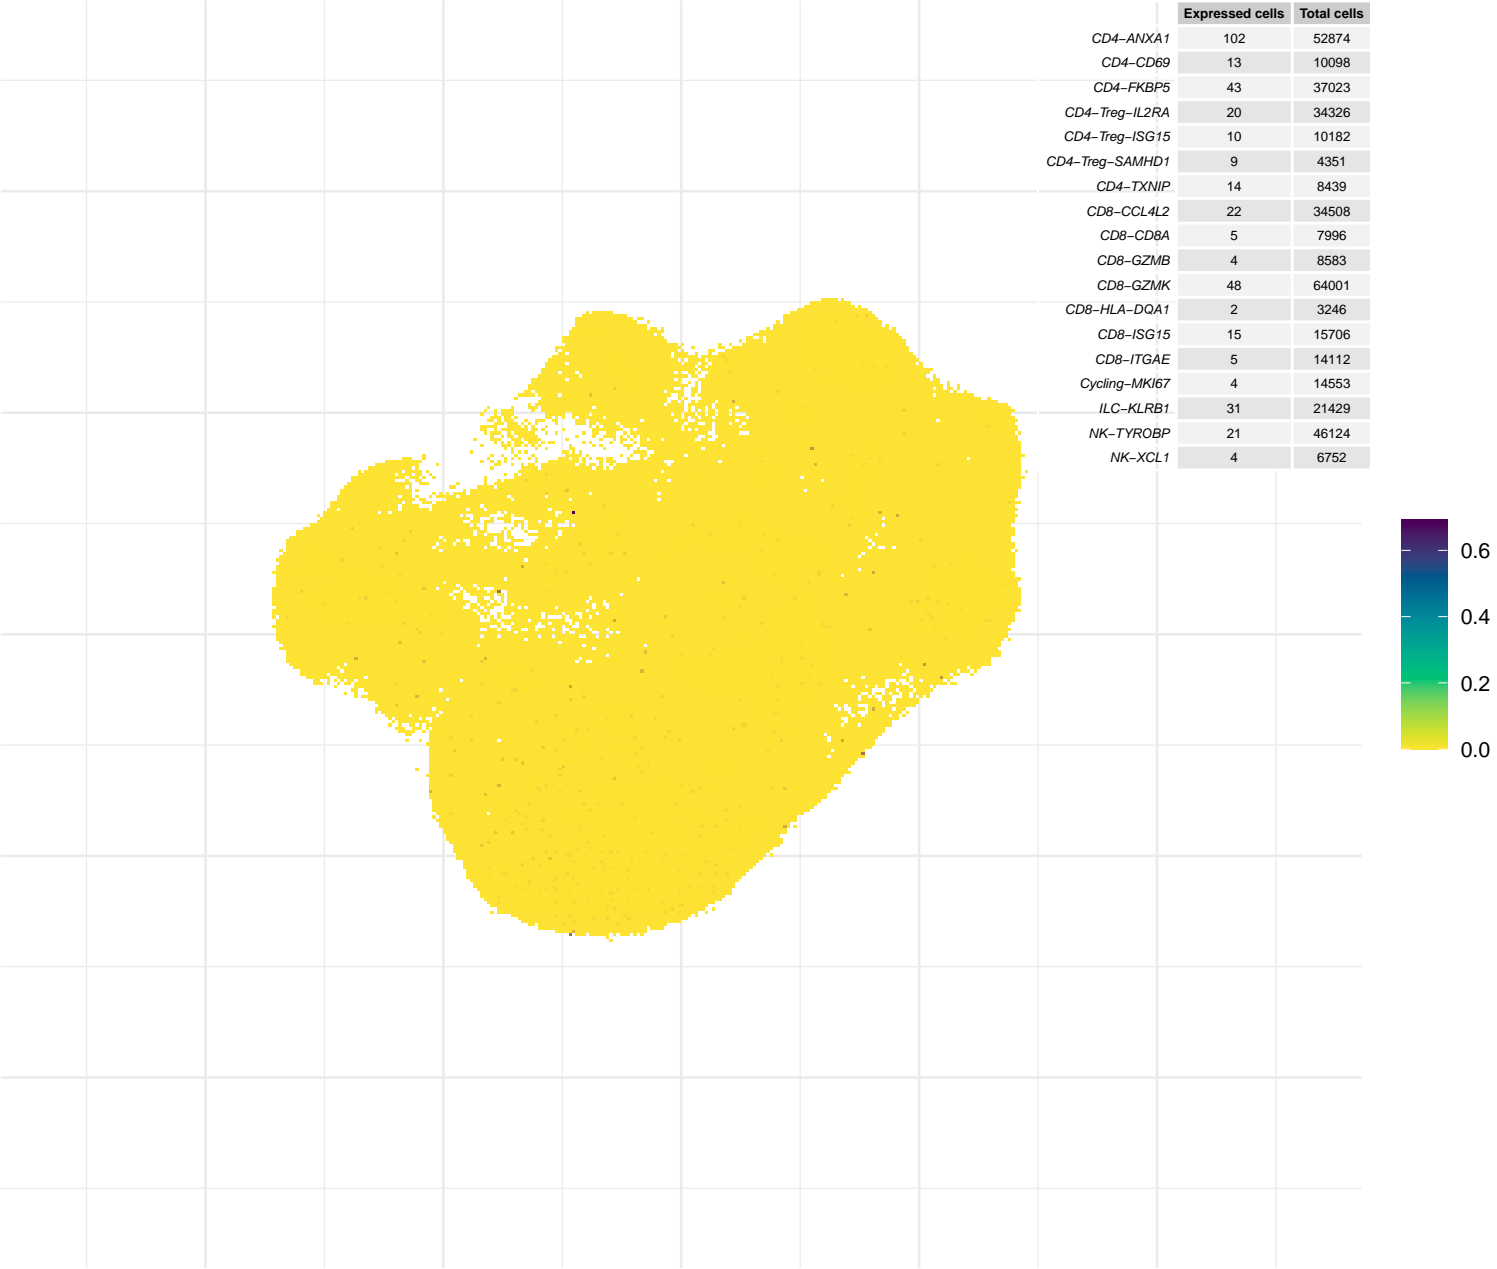 Expressed cells Total cells
CD4−ANXA1 102 52874
CD4−CD69 13 10098
CD4−FKBP5 43 37023
CD4−Treg−IL2RA 20 34326
CD4−Treg−ISG15 10 10182
CD4−Treg−SAMHD1 9 4351
CD4−TXNIP 14 8439
CD8−CCL4L2 22 34508
CD8−CD8A 5 7996
CD8−GZMB 4 8583
CD8−GZMK 48 64001
CD8−HLA−DQA1 2 3246
CD8−ISG15 15 15706
CD8−ITGAE 5 14112
Cycling−MKI67 4 14553
ILC−KLRB1 31 21429
NK−TYROBP 21 46124
NK−XCL1 4 6752
0.6
0.4
0.2
0.0